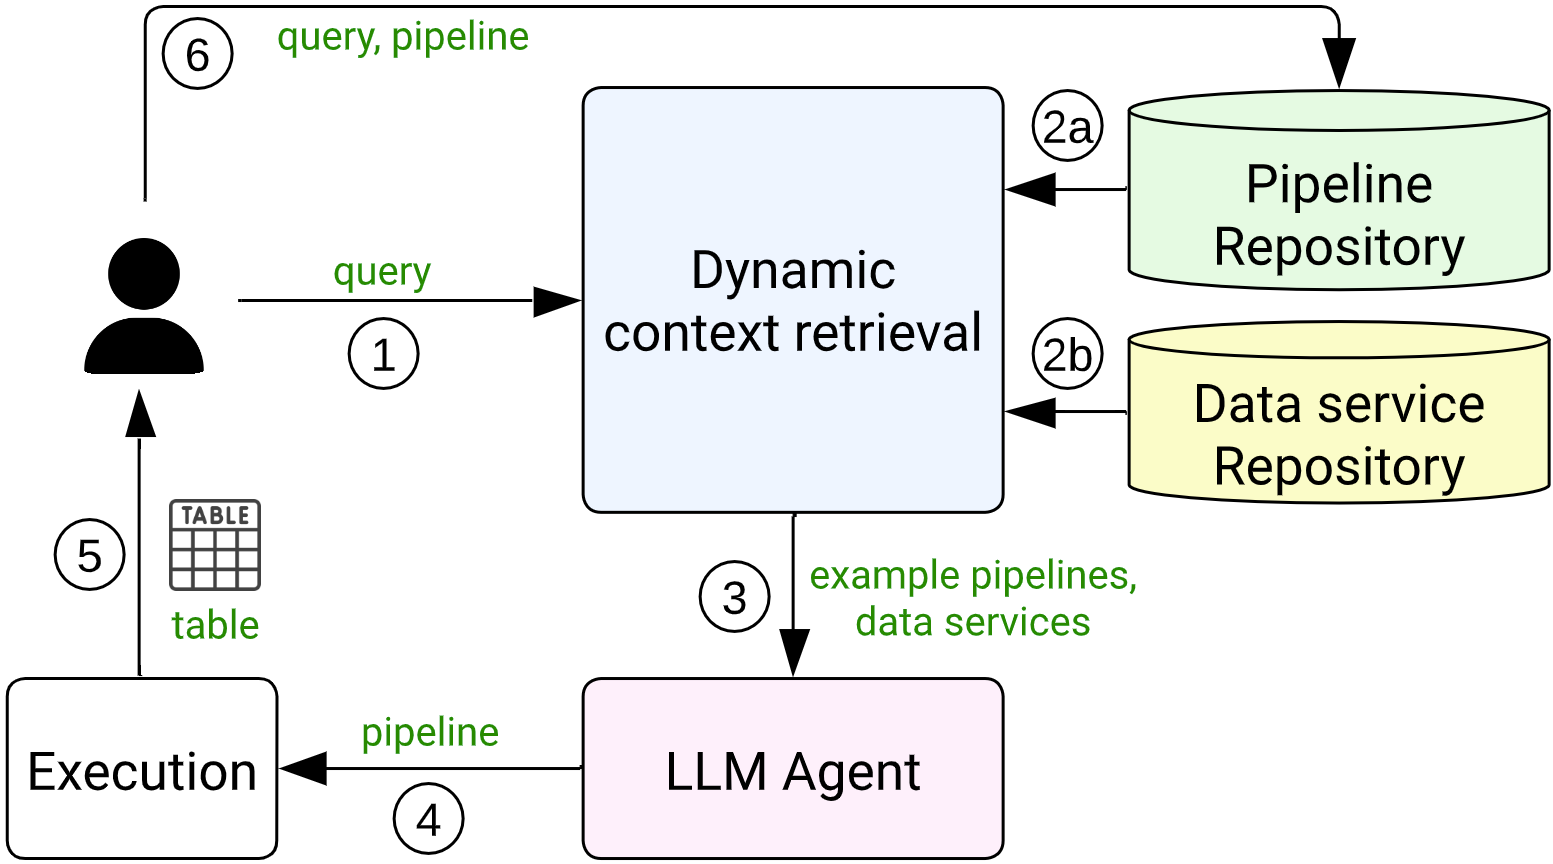 6
query, pipeline
2a
Pipeline
Repository
query
1
Dynamic
context retrieval
2b
Data service
Repository
5
TABLE
table
3
example pipelines,
data services
Execution
pipeline
4
LLM Agent